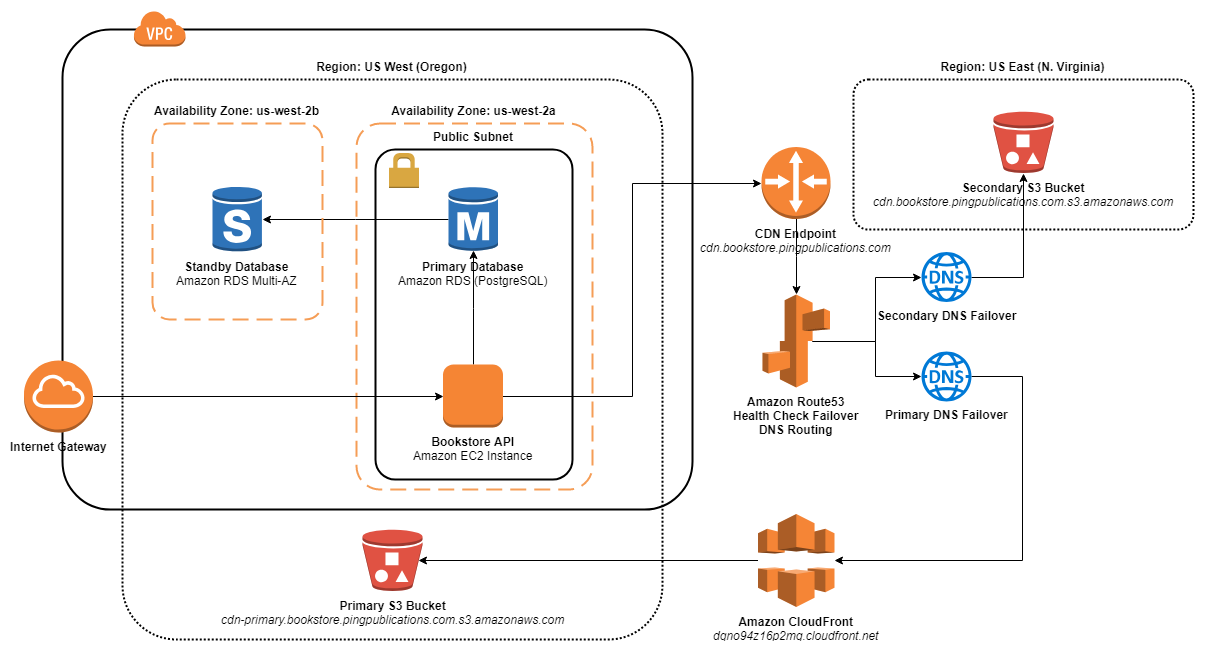 VPC
Region: US West (Oregon)
Region: US East (N. Virginia)
Availability Zone: us-west-2b
Availability Zone: us-west-2a
Public Subnet
S
Standby Database
Amazon RDS Multi-AZ
M
Primary Database
Amazon RDS (PostgreSQL)
CDN Endpoint
cdn.bookstore.pingpublications.com
Secondary S3 Bucket
cdn.bookstore.pingpublications.com.s3.amazonaws.com
DNS
Secondary DNS Failover
DNS
Primary DNS Failover
Amazon Route53
Health Check Failover
DNS Routing
Internet Gateway
Bookstore API
Amazon EC2 Instance
Primary S3 Bucket
cdn-primary.bookstore.pingpublications.com.s3.amazonaws.com
Amazon CloudFront
dqno94z16p2mg.cloudfront.net